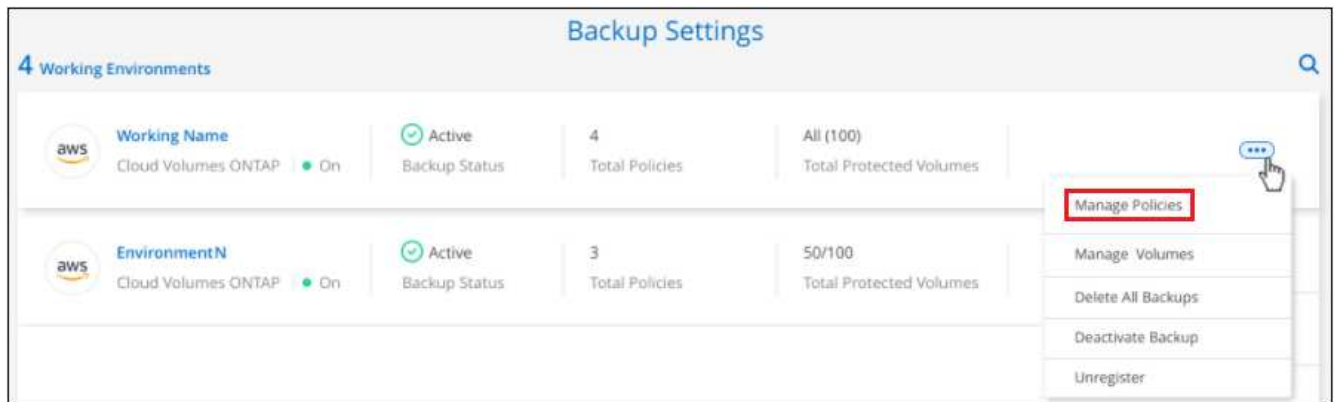 Backup Settings
4 Working Environments
aws
Working Name
Cloud Volumes ONTAP
On
Active
Backup Status
4
Total Policies
All (100)
Total Protected Volumes
Manage Policies
Manage Volumes
Delete All Backups
Deactivate Backup
Unregister
aws
EnvironmentN
Cloud Volumes ONTAP
On
Active
Backup Status
3
Total Policies
50/100
Total Protected Volumes